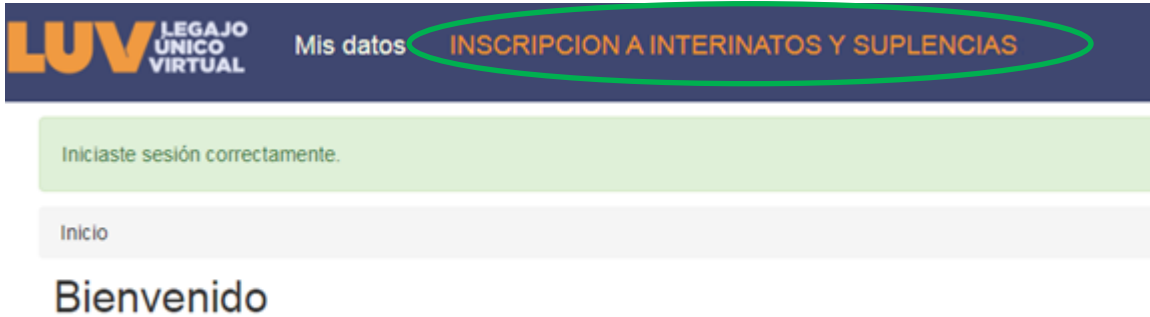 LUV LEGAJO ÚNICO VIRTUAL
Mis datos
INSCRIPCION A INTERINATOS Y SUPLENCIAS
Iniciaste sesión correctamente.
Inicio
Bienvenido